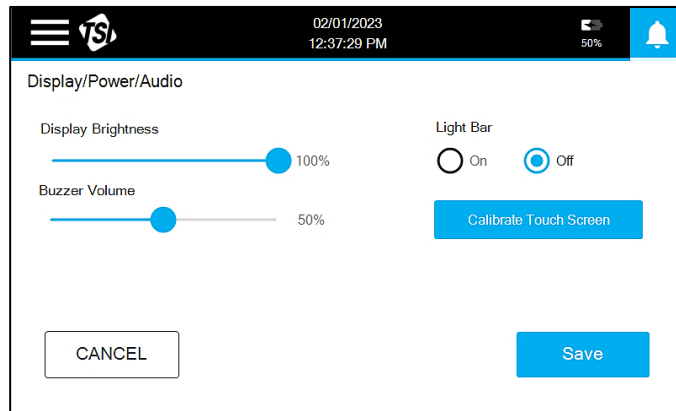 TSI
02/01/2023
12:37:29 PM
50%
Display/Power/Audio
Display Brightness
100%
Buzzer Volume
50%
Light Bar
On
Off
Calibrate Touch Screen
CANCEL
Save